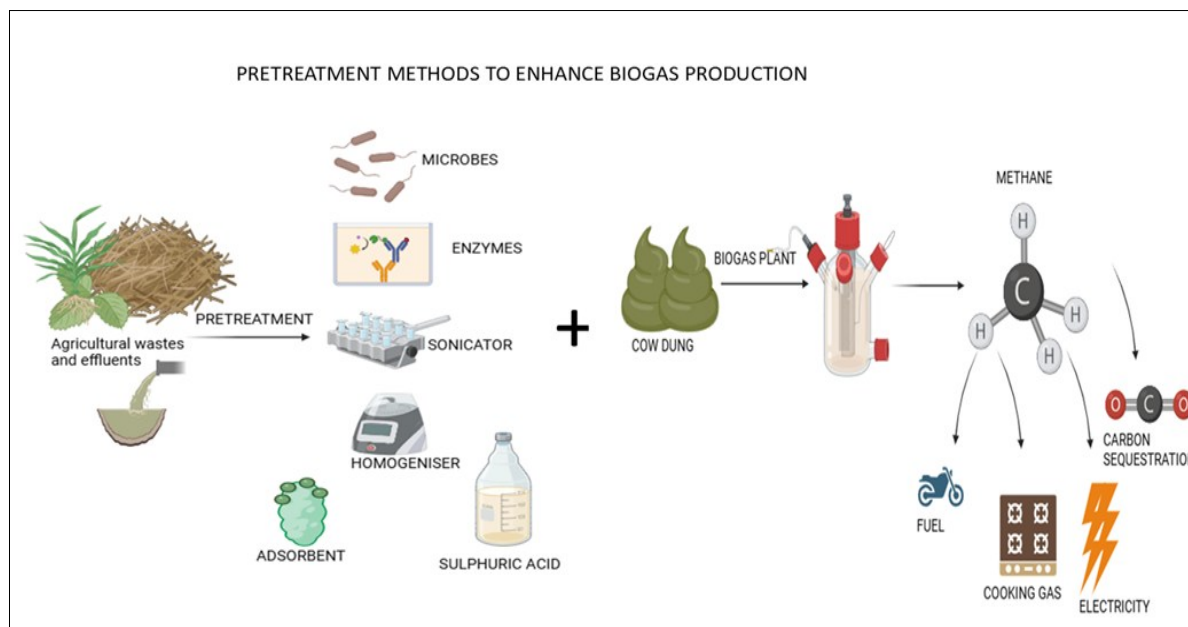 PRETREATMENT METHODS TO ENHANCE BIOGAS PRODUCTION
MICROBES
ENZYMES
PRETREATMENT
SONICATOR
Agricultural wastes
and effluents
HOMOGENISER
ADSORBENT
SULPHURIC ACID
+
COW DUNG
BIOGAS PLANT
METHANE
H
C
H
H
H
O C O
CARBON
SEQUESTRATION
FUEL
COOKING GAS
ELECTRICITY